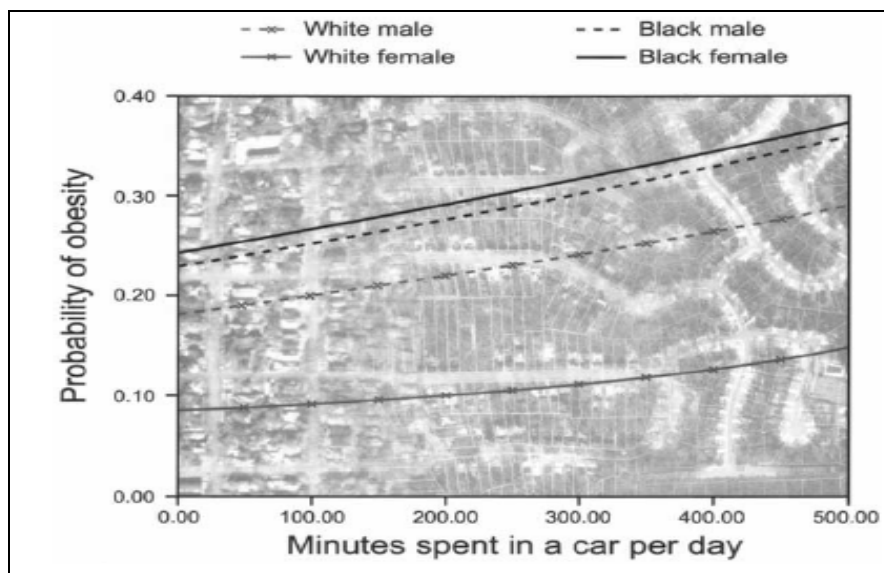 White male Black male
White female Black female
0.40
0.30
0.20
0.10
0.00
Probability of obesity
0.00 100.00 200.00 300.00 400.00 500.00
Minutes spent in a car per day